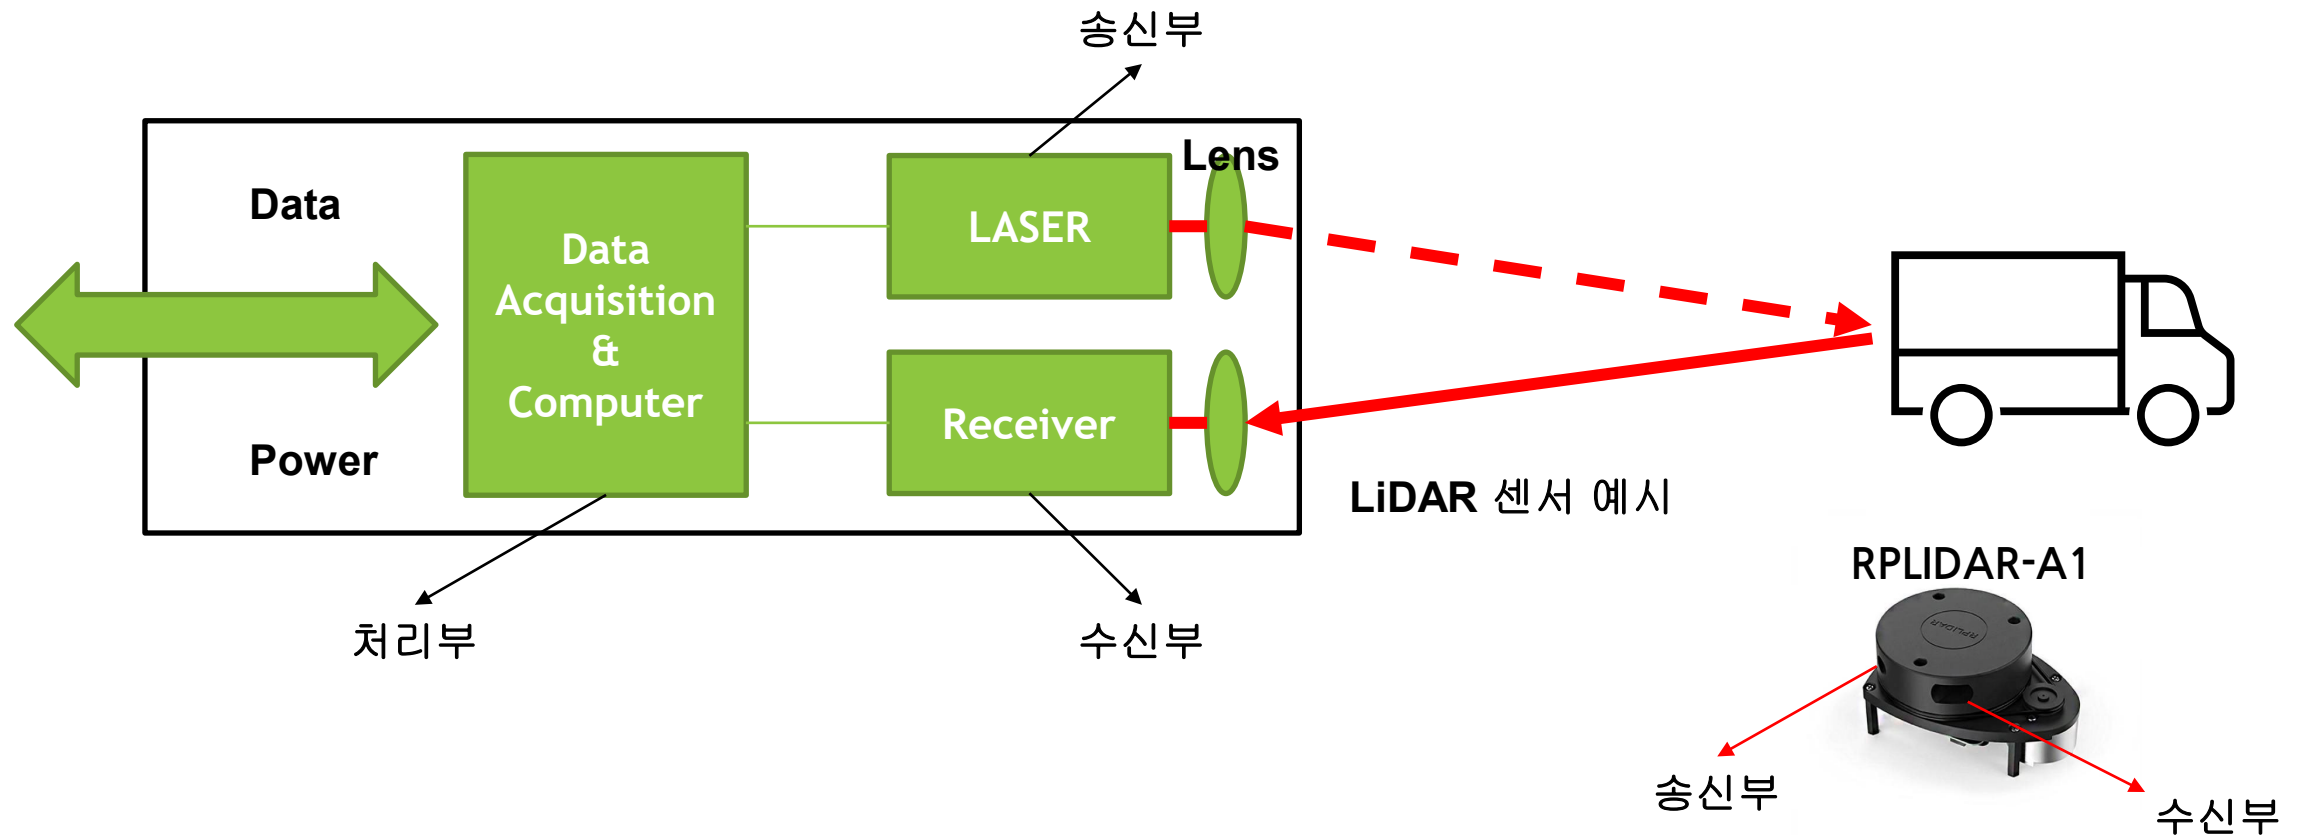 송신부
Lens
Data
LASER
Data
Acquisition
&
Computer
Receiver
Power
LiDAR 센서 예시
RPLIDAR-A1
RPLIDAR
처리부
수신부
송신부
수신부